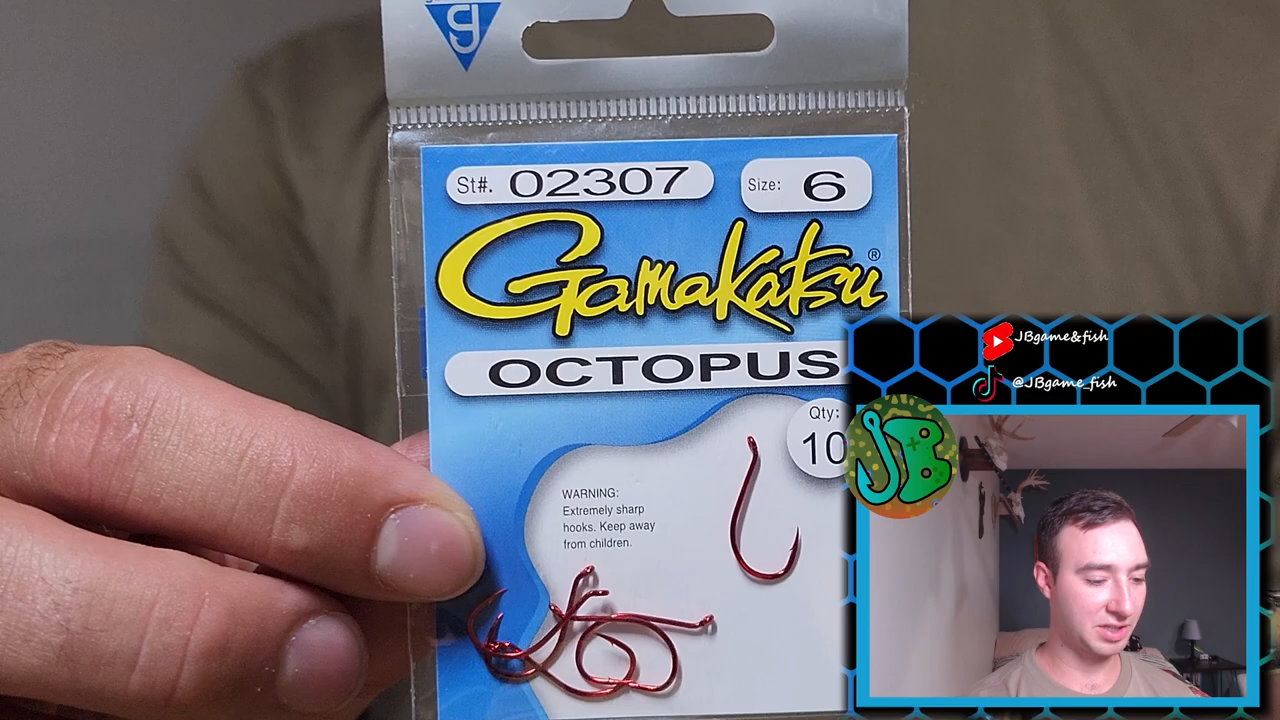 St#. 02307
Size: 6
Gamakatsu®
OCTOPUS
Qty:
10
WARNING:
Extremely sharp
hooks. Keep away
from children.
JBgame&fish
@JBgame_fish
JB